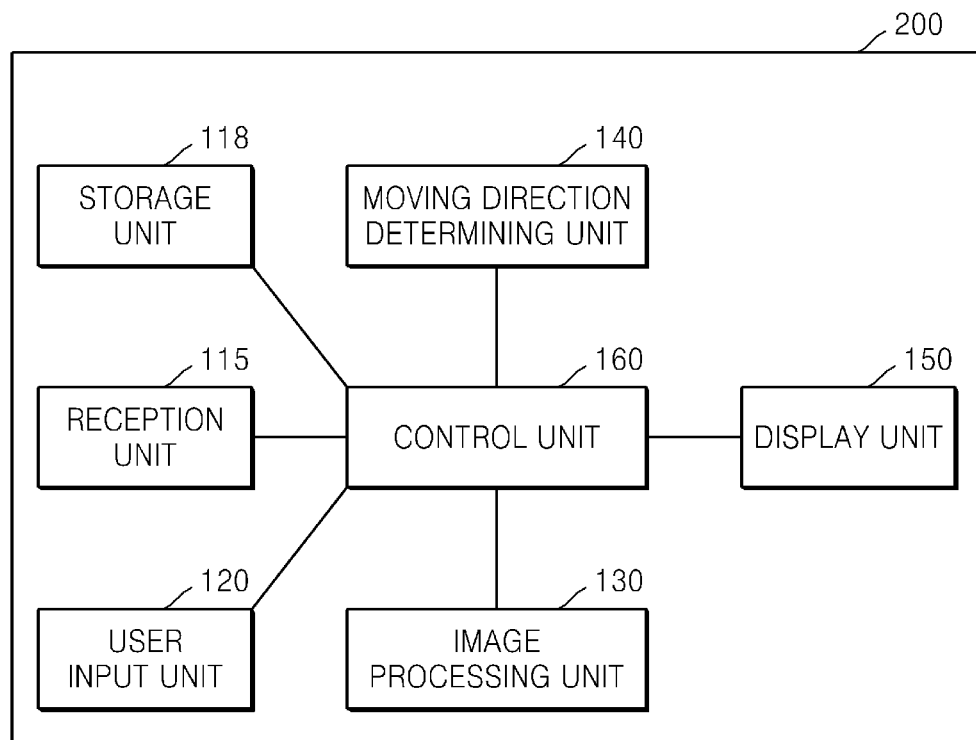 200
118
STORAGE
UNIT
140
MOVING DIRECTION
DETERMINING UNIT
115
RECEPTION
UNIT
160
CONTROL UNIT
150
DISPLAY UNIT
120
USER
INPUT UNIT
130
IMAGE
PROCESSING UNIT